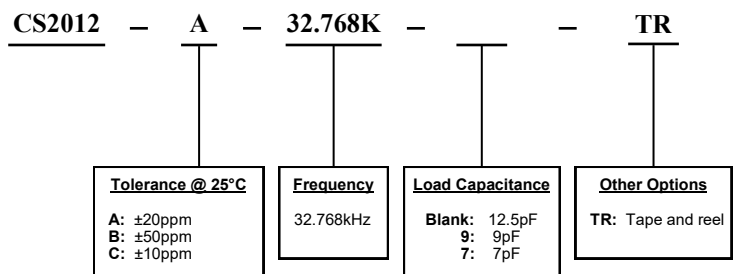 CS2012 – A – 32.768K – – TR
Tolerance @ 25°C
A: ±20ppm
B: ±50ppm
C: ±10ppm
Frequency
32.768kHz
Load Capacitance
Blank: 12.5pF
9: 9pF
7: 7pF
Other Options
TR: Tape and reel